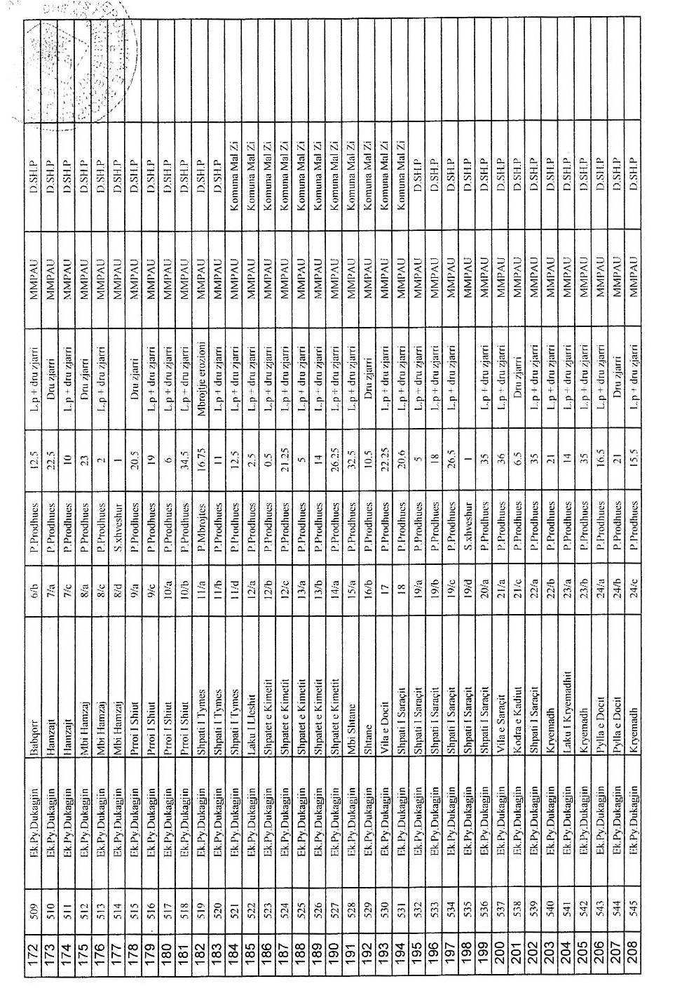 172 509 Ek.Py.Dukagjin Babqorr 6/b P.Prodhues 12.5 L.p + dru zjarri MMPAU D.SH.P
173 510 Ek.Py.Dukagjin Hamzajt 7/a P.Prodhues 22.5 Dru zjarri MMPAU D.SH.P
174 511 Ek.Py.Dukagjin Hamzajt 7/c P.Prodhues 10 L.p + dru zjarri MMPAU D.SH.P
175 512 Ek.Py.Dukagjin Mbi Hamzaj 8/a P.Prodhues 23 Dru zjarri MMPAU D.SH.P
176 513 Ek.Py.Dukagjin Mbi Hamzaj 8/c P.Prodhues 2 L.p + dru zjarri MMPAU D.SH.P
177 514 Ek.Py.Dukagjin Mbi Hamzaj 8/d S.xhveshur 1 MMPAU D.SH.P
178 515 Ek.Py.Dukagjin Prroi I Shiut 9/a P.Prodhues 20.5 Dru zjarri MMPAU D.SH.P
179 516 Ek.Py.Dukagjin Prroi I Shiut 9/c P.Prodhues 19 L.p + dru zjarri MMPAU D.SH.P
180 517 Ek.Py.Dukagjin Prroi I Shiut 10/a P.Prodhues 6 L.p + dru zjarri MMPAU D.SH.P
181 518 Ek.Py.Dukagjin Prroi I Shiut 10/b P.Prodhues 34.5 L.p + dru zjarri MMPAU D.SH.P
182 519 Ek.Py.Dukagjin Shpati I Tymes 11/a P.Mbrojtes 16.75 Mbrojtje erozioni MMPAU D.SH.P
183 520 Ek.Py.Dukagjin Shpati I Tymes 11/b P.Prodhues 11 L.p + dru zjarri MMPAU D.SH.P
184 521 Ek.Py.Dukagjin Shpati I Tymes 11/d P.Prodhues 12.5 L.p + dru zjarri MMPAU Komuna Mal Zi
185 522 Ek.Py.Dukagjin Laku I Lleshit 12/a P.Prodhues 2.5 L.p + dru zjarri MMPAU Komuna Mal Zi
186 523 Ek.Py.Dukagjin Shpatet e Kimetit 12/b P.Prodhues 0.5 L.p + dru zjarri MMPAU Komuna Mal Zi
187 524 Ek.Py.Dukagjin Shpatet e Kimetit 12/c P.Prodhues 21.25 L.p + dru zjarri MMPAU Komuna Mal Zi
188 525 Ek.Py.Dukagjin Shpatet e Kimetit 13/a P.Prodhues 5 L.p + dru zjarri MMPAU Komuna Mal Zi
189 526 Ek.Py.Dukagjin Shpatet e Kimetit 13/b P.Prodhues 14 L.p + dru zjarri MMPAU Komuna Mal Zi
190 527 Ek.Py.Dukagjin Shpatet e Kimetit 14/a P.Prodhues 26.25 L.p + dru zjarri MMPAU Komuna Mal Zi
191 528 Ek.Py.Dukagjin Mbi Shtane 15/a P.Prodhues 32.5 L.p + dru zjarri MMPAU Komuna Mal Zi
192 529 Ek.Py.Dukagjin Shtane 16/b P.Prodhues 10.5 Dru zjarri MMPAU Komuna Mal Zi
193 530 Ek.Py.Dukagjin Vila e Docit 17 P.Prodhues 22.25 L.p + dru zjarri MMPAU Komuna Mal Zi
194 531 Ek.Py.Dukagjin Shpati I Saraçit 18 P.Prodhues 20.6 L.p + dru zjarri MMPAU Komuna Mal Zi
195 532 Ek.Py.Dukagjin Shpati I Saraçit 19/a P.Prodhues 5 L.p + dru zjarri MMPAU D.SH.P
196 533 Ek.Py.Dukagjin Shpati I Saraçit 19/b P.Prodhues 18 L.p + dru zjarri MMPAU D.SH.P
197 534 Ek.Py.Dukagjin Shpati I Saraçit 19/c P.Prodhues 26.5 L.p + dru zjarri MMPAU D.SH.P
198 535 Ek.Py.Dukagjin Shpati I Saraçit 19/d S.xhveshur 1 MMPAU D.SH.P
199 536 Ek.Py.Dukagjin Shpati I Saraçit 20/a P.Prodhues 35 L.p + dru zjarri MMPAU D.SH.P
200 537 Ek.Py.Dukagjin Vila e Saraçit 21/a P.Prodhues 36 L.p + dru zjarri MMPAU D.SH.P
201 538 Ek.Py.Dukagjin Kodra e Kadiut 21/c P.Prodhues 6.5 Dru zjarri MMPAU D.SH.P
202 539 Ek.Py.Dukagjin Shpati I Saraçit 22/a P.Prodhues 35 L.p + dru zjarri MMPAU D.SH.P
203 540 Ek.Py.Dukagjin Kryemadh 22/b P.Prodhues 21 L.p + dru zjarri MMPAU D.SH.P
204 541 Ek.Py.Dukagjin Laku I Kryemadhit 23/a P.Prodhues 14 L.p + dru zjarri MMPAU D.SH.P
205 542 Ek.Py.Dukagjin Kryemadh 23/b P.Prodhues 35 L.p + dru zjarri MMPAU D.SH.P
206 543 Ek.Py.Dukagjin Pylla e Docit 24/a P.Prodhues 16.5 L.p + dru zjarri MMPAU D.SH.P
207 544 Ek.Py.Dukagjin Pylla e Docit 24/b P.Prodhues 21 Dru zjarri MMPAU D.SH.P
208 545 Ek.Py.Dukagjin Kryemadh 24/c P.Prodhues 15.5 L.p + dru zjarri MMPAU D.SH.P